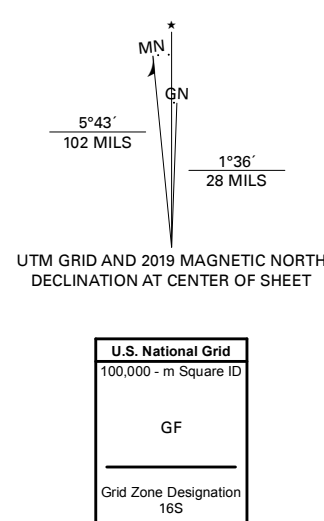 ★
MN
GN
5°43´
102 MILS
1°36´
28 MILS
UTM GRID AND 2019 MAGNETIC NORTH
DECLINATION AT CENTER OF SHEET
U.S. National Grid
100,000 - m Square ID
GF
Grid Zone Designation
16S